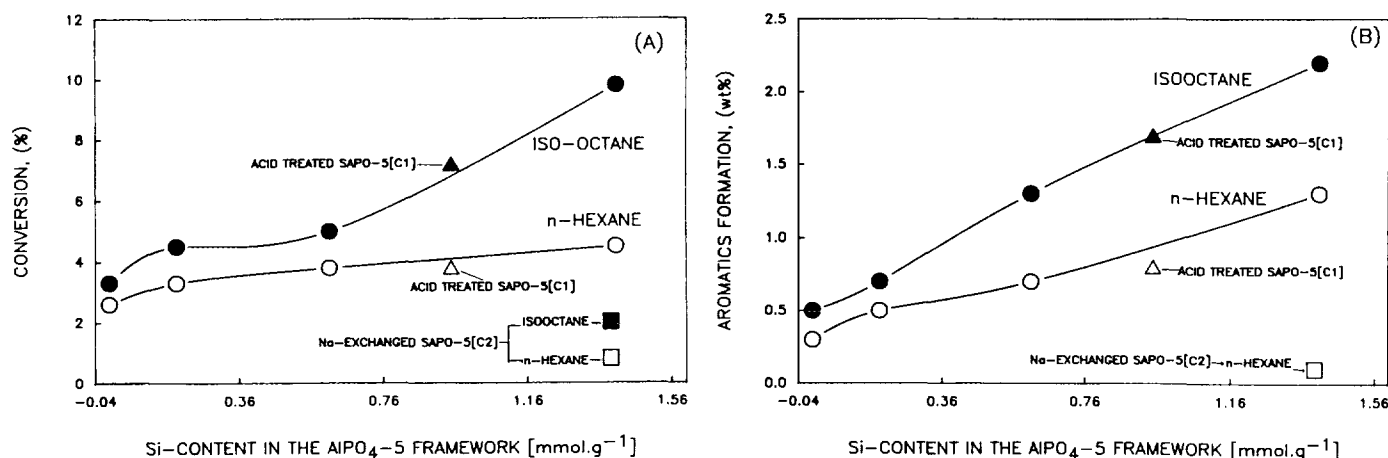 (A)
CONVERSION, (%)
12
10
8
6
4
2
0
ISO-OCTANE
ACID TREATED SAPO-5[C1]
n-HEXANE
ACID TREATED SAPO-5[C1]
ISOOCTANE
Na-EXCHANGED SAPO-5[C2]
n-HEXANE
-0.04 0.36 0.76 1.16 1.56
Si-CONTENT IN THE AlPO4-5 FRAMEWORK [mmol.g-1]
(B)
AROMATICS FORMATION, (wt%)
2.5
2.0
1.5
1.0
0.5
0.0
ISOOCTANE
ACID TREATED SAPO-5[C1]
n-HEXANE
ACID TREATED SAPO-5[C1]
Na-EXCHANGED SAPO-5[C2]→n-HEXANE
-0.04 0.36 0.76 1.16 1.56
Si-CONTENT IN THE AlPO4-5 FRAMEWORK [mmol.g-1]